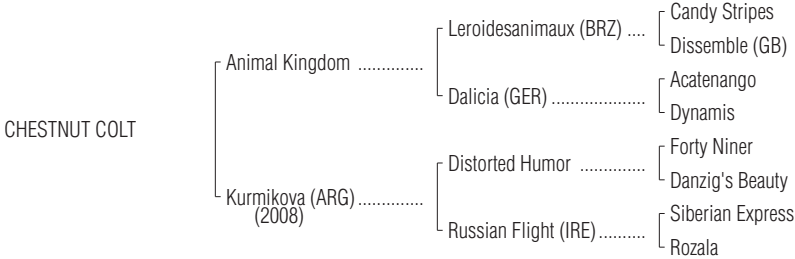 Candy Stripes
Leroidesanimaux (BRZ) ....
Dissemble (GB)
Animal Kingdom ..............
Acatenango
Dalicia (GER) ....................
Dynamis
CHESTNUT COLT
Forty Niner
Distorted Humor ..............
Danzig's Beauty
Kurmikova (ARG) ..............
(2008)
Siberian Express
Russian Flight (IRE) ..........
Rozala